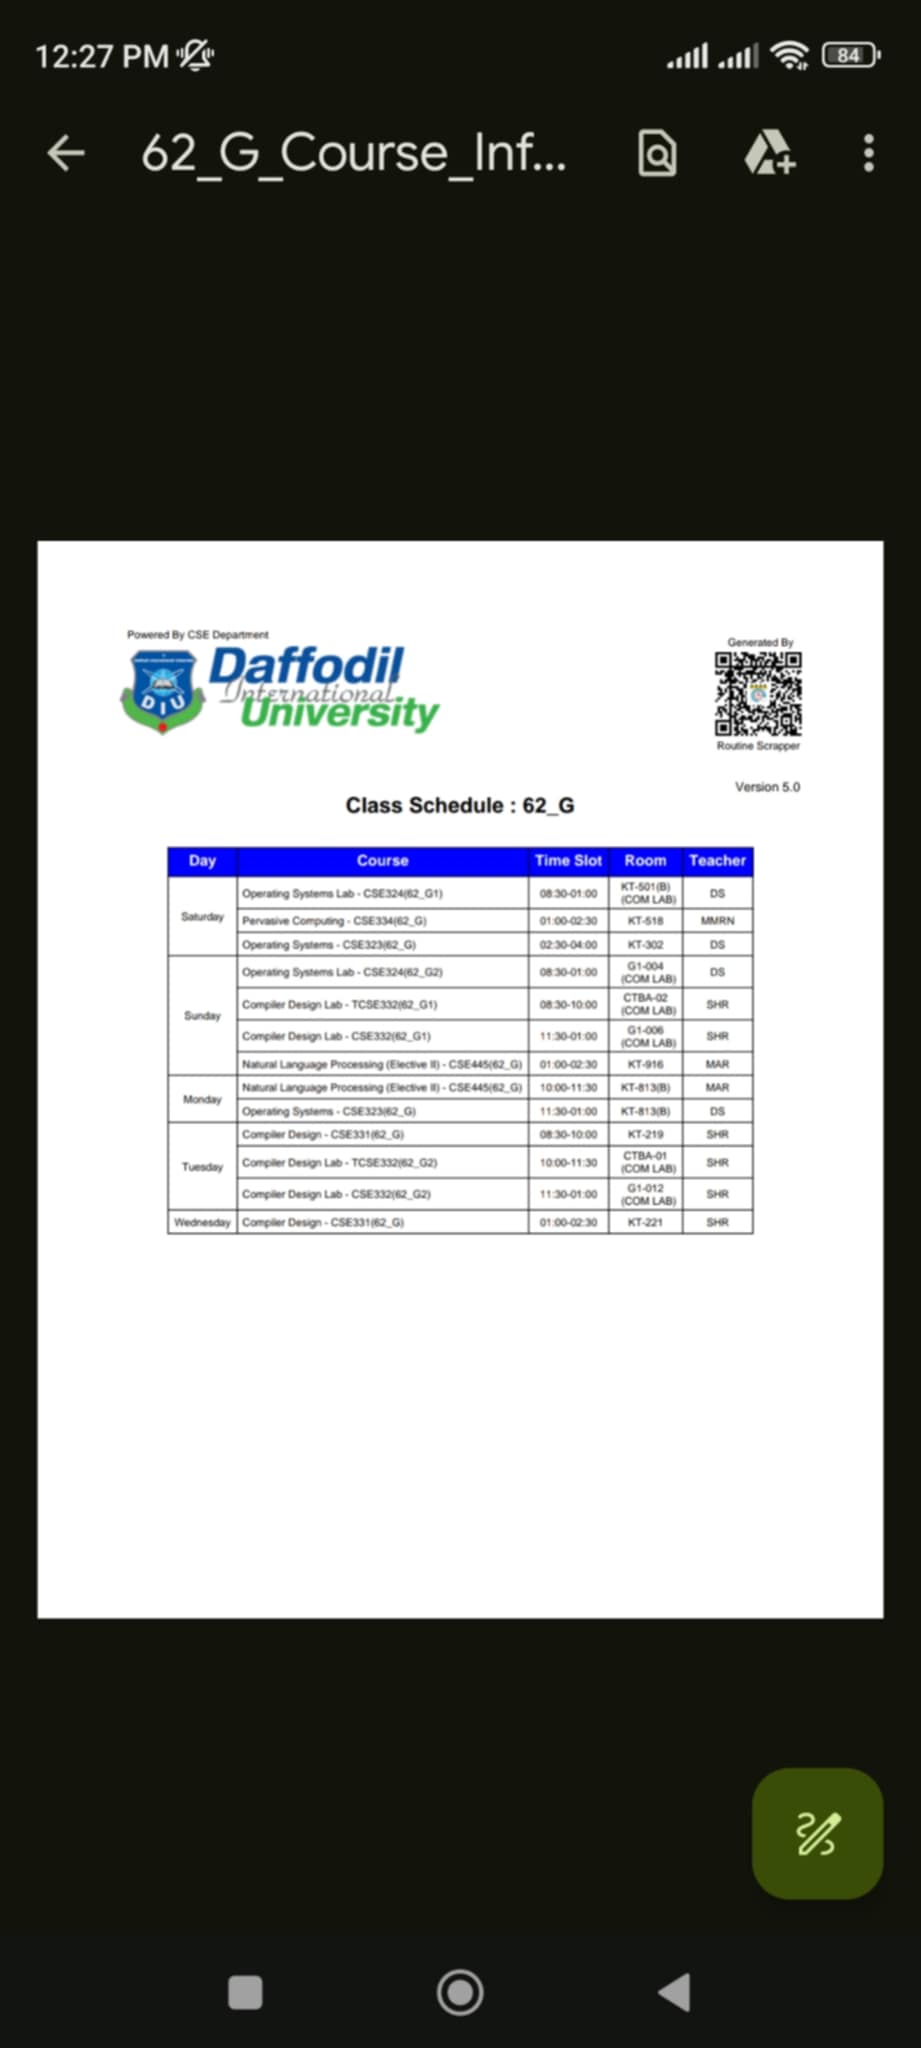 12:27 PM
84
62_G_Course_Inf...
Powered By CSE Department
Daffodil
International
University
DIU
Generated By
Routine Scrapper
Version 5.0
Class Schedule : 62_G
Day Course Time Slot Room Teacher
Saturday
Operating Systems Lab - CSE324(62_G1) 08:30-01:00 KT-501(B) (COM LAB) DS
Pervasive Computing - CSE334(62_G) 01:00-02:30 KT-518 MMRN
Operating Systems - CSE323(62_G) 02:30-04:00 KT-302 DS
Sunday
Operating Systems Lab - CSE324(62_G2) 08:30-01:00 G1-004 (COM LAB) DS
Compiler Design Lab - TCSE332(62_G1) 08:30-10:00 CTBA-02 (COM LAB) SHR
Compiler Design Lab - CSE332(62_G1) 11:30-01:00 G1-006 (COM LAB) SHR
Natural Language Processing (Elective II) - CSE445(62_G) 01:00-02:30 KT-916 MAR
Monday
Natural Language Processing (Elective II) - CSE445(62_G) 10:00-11:30 KT-813(B) MAR
Operating Systems - CSE323(62_G) 11:30-01:00 KT-813(B) DS
Tuesday
Compiler Design - CSE331(62_G) 08:30-10:00 KT-219 SHR
Compiler Design Lab - TCSE332(62_G2) 10:00-11:30 CTBA-01 (COM LAB) SHR
Compiler Design Lab - CSE332(62_G2) 11:30-01:00 G1-012 (COM LAB) SHR
Wednesday Compiler Design - CSE331(62_G) 01:00-02:30 KT-221 SHR